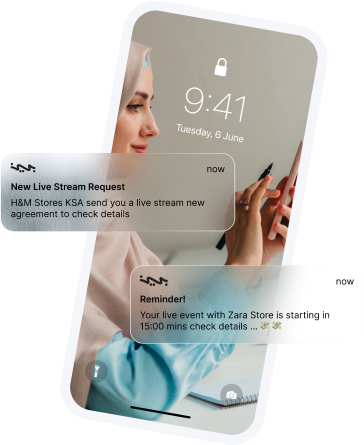 9:41
Tuesday, 6 June
now
New Live Stream Request
H&M Stores KSA send you a live stream new
agreement to check details
now
Reminder!
Your live event with Zara Store is starting in
15:00 mins check details ... 💸 💸